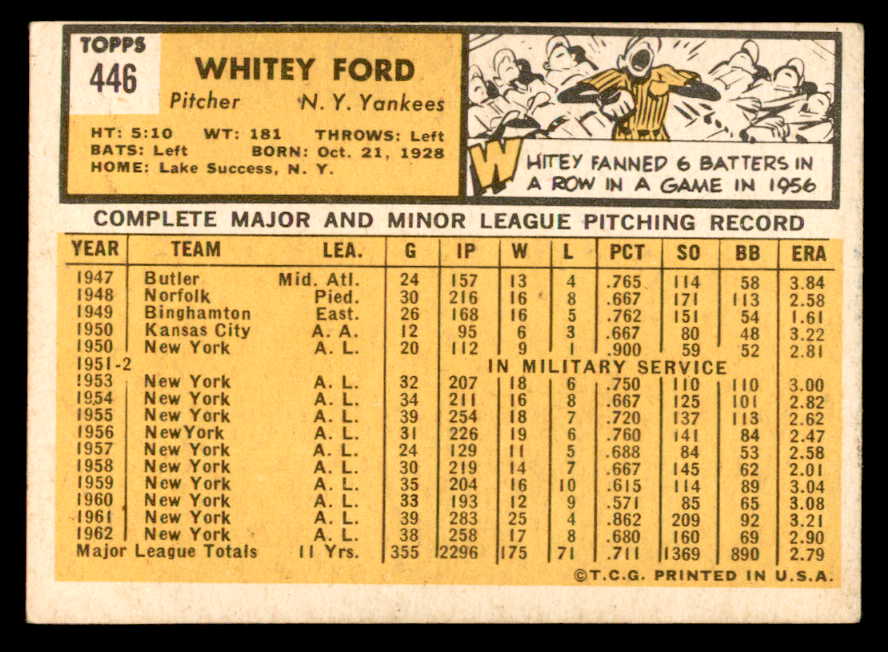 TOPPS
446
WHITEY FORD
Pitcher N. Y. Yankees
HT: 5:10 WT: 181 THROWS: Left
BATS: Left BORN: Oct. 21, 1928
HOME: Lake Success, N. Y.
WHITEY FANNED 6 BATTERS IN
A ROW IN A GAME IN 1956
COMPLETE MAJOR AND MINOR LEAGUE PITCHING RECORD
YEAR TEAM LEA. G IP W L PCT SO BB ERA
1947 Butler Mid. Atl. 24 157 13 4 .765 114 58 3.84
1948 Norfolk Pied. 30 216 16 8 .667 171 113 2.58
1949 Binghamton East. 26 168 16 5 .762 151 54 1.61
1950 Kansas City A. A. 12 95 6 3 .667 80 48 3.22
1950 New York A. L. 20 112 9 1 .900 59 52 2.81
1951-2 IN MILITARY SERVICE
1953 New York A. L. 32 207 18 6 .750 110 110 3.00
1954 New York A. L. 34 211 16 8 .667 125 101 2.82
1955 New York A. L. 39 254 18 7 .720 137 113 2.62
1956 NewYork A. L. 31 226 19 6 .760 141 84 2.47
1957 New York A. L. 24 129 11 5 .688 84 53 2.58
1958 New York A. L. 30 219 14 7 .667 145 62 2.01
1959 New York A. L. 35 204 16 10 .615 114 89 3.04
1960 New York A. L. 33 193 12 9 .571 85 65 3.08
1961 New York A. L. 39 283 25 4 .862 209 92 3.21
1962 New York A. L. 38 258 17 8 .680 160 69 2.90
Major League Totals 11 Yrs. 355 2296 175 71 .711 1369 890 2.79
©T.C.G. PRINTED IN U.S.A.